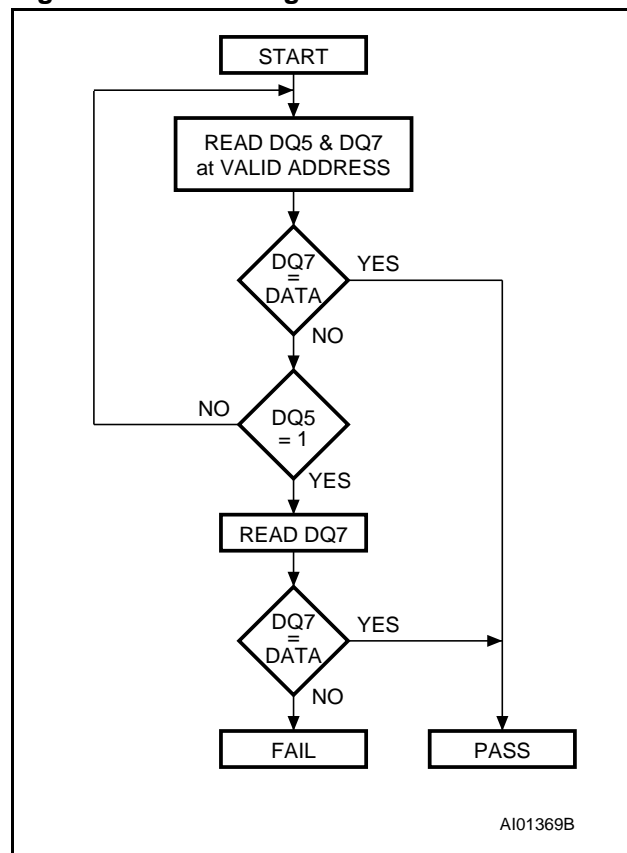 START
READ DQ5 & DQ7
at VALID ADDRESS
DQ7
=
DATA
YES
NO
NO
DQ5
= 1
YES
READ DQ7
DQ7
=
DATA
YES
NO
FAIL
PASS
AI01369B